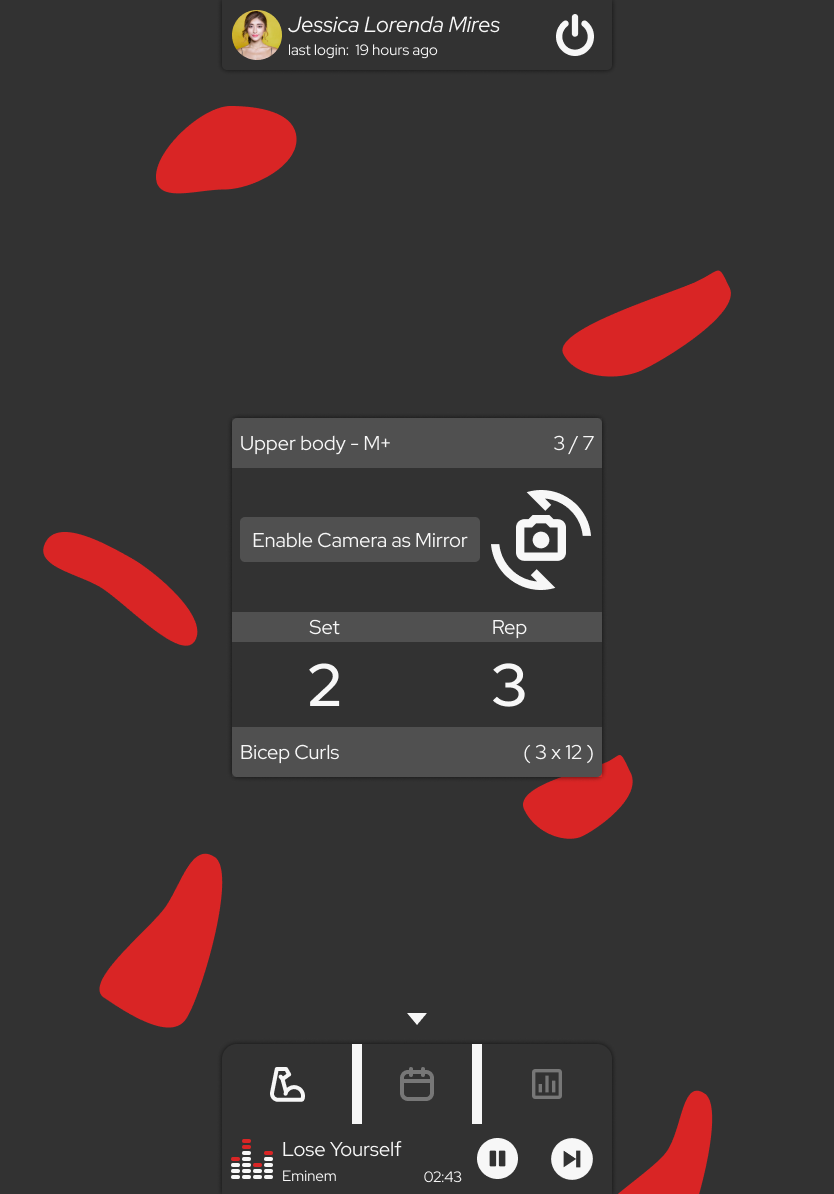 Jessica Lorenda Mires
last login: 19 hours ago
Upper body - M+ 3 / 7
Enable Camera as Mirror
Set Rep
2 3
Bicep Curls ( 3 x 12 )
Lose Yourself
Eminem 02:43